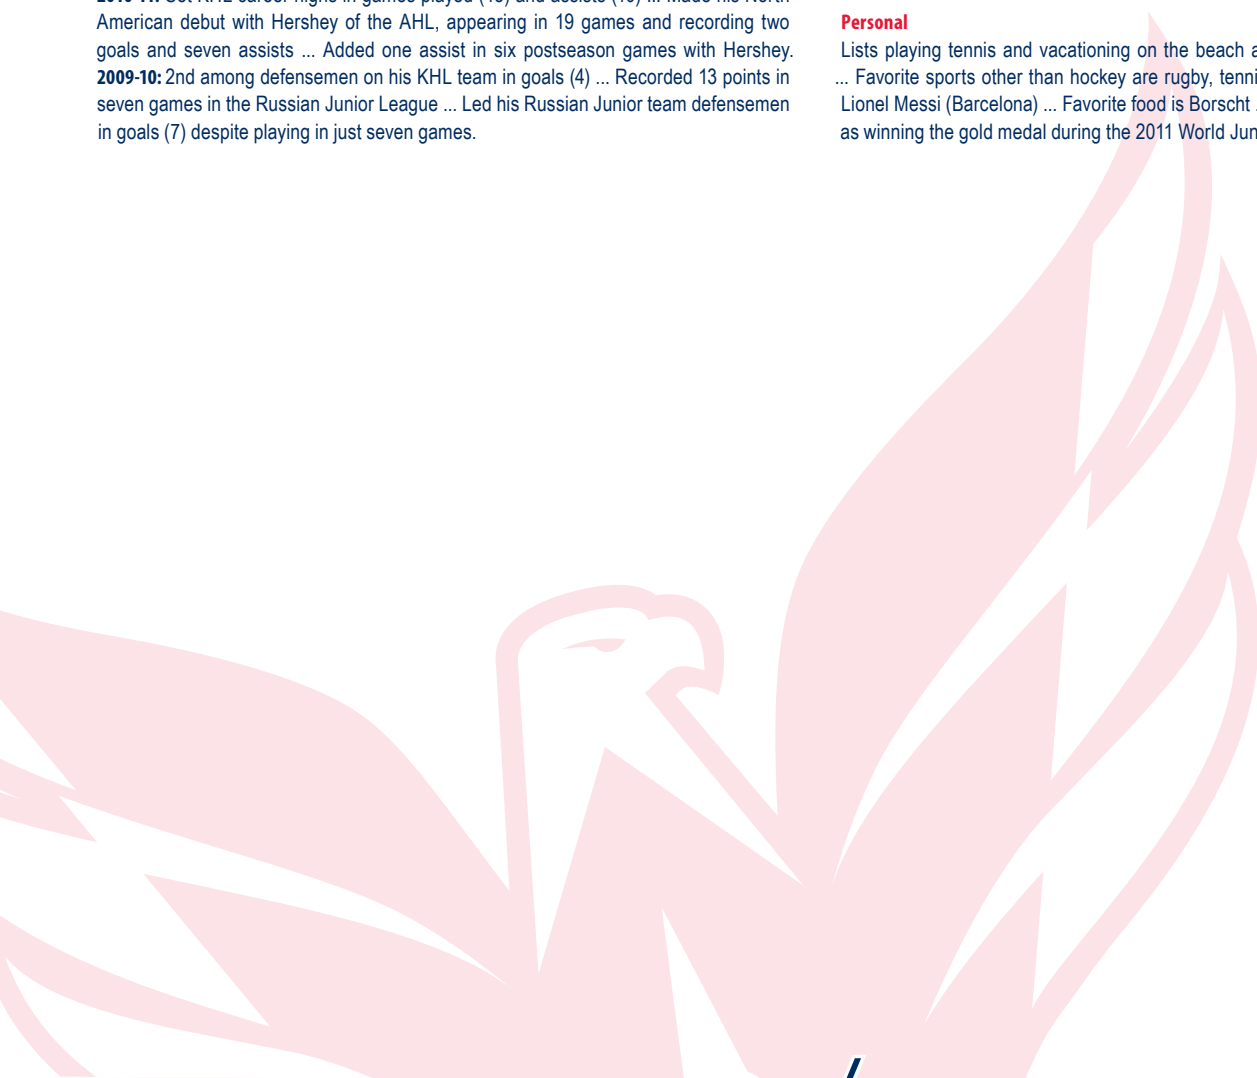 American debut with Hershey of the AHL, appearing in 19 games and recording two
goals and seven assists ... Added one assist in six postseason games with Hershey.
2009-10: 2nd among defensemen on his KHL team in goals (4) ... Recorded 13 points in
seven games in the Russian Junior League ... Led his Russian Junior team defensemen
in goals (7) despite playing in just seven games.
Personal
Lists playing tennis and vacationing on the beach
... Favorite sports other than hockey are rugby,
Lionel Messi (Barcelona) ... Favorite food is Borscht
as winning the gold medal during the 2011 World